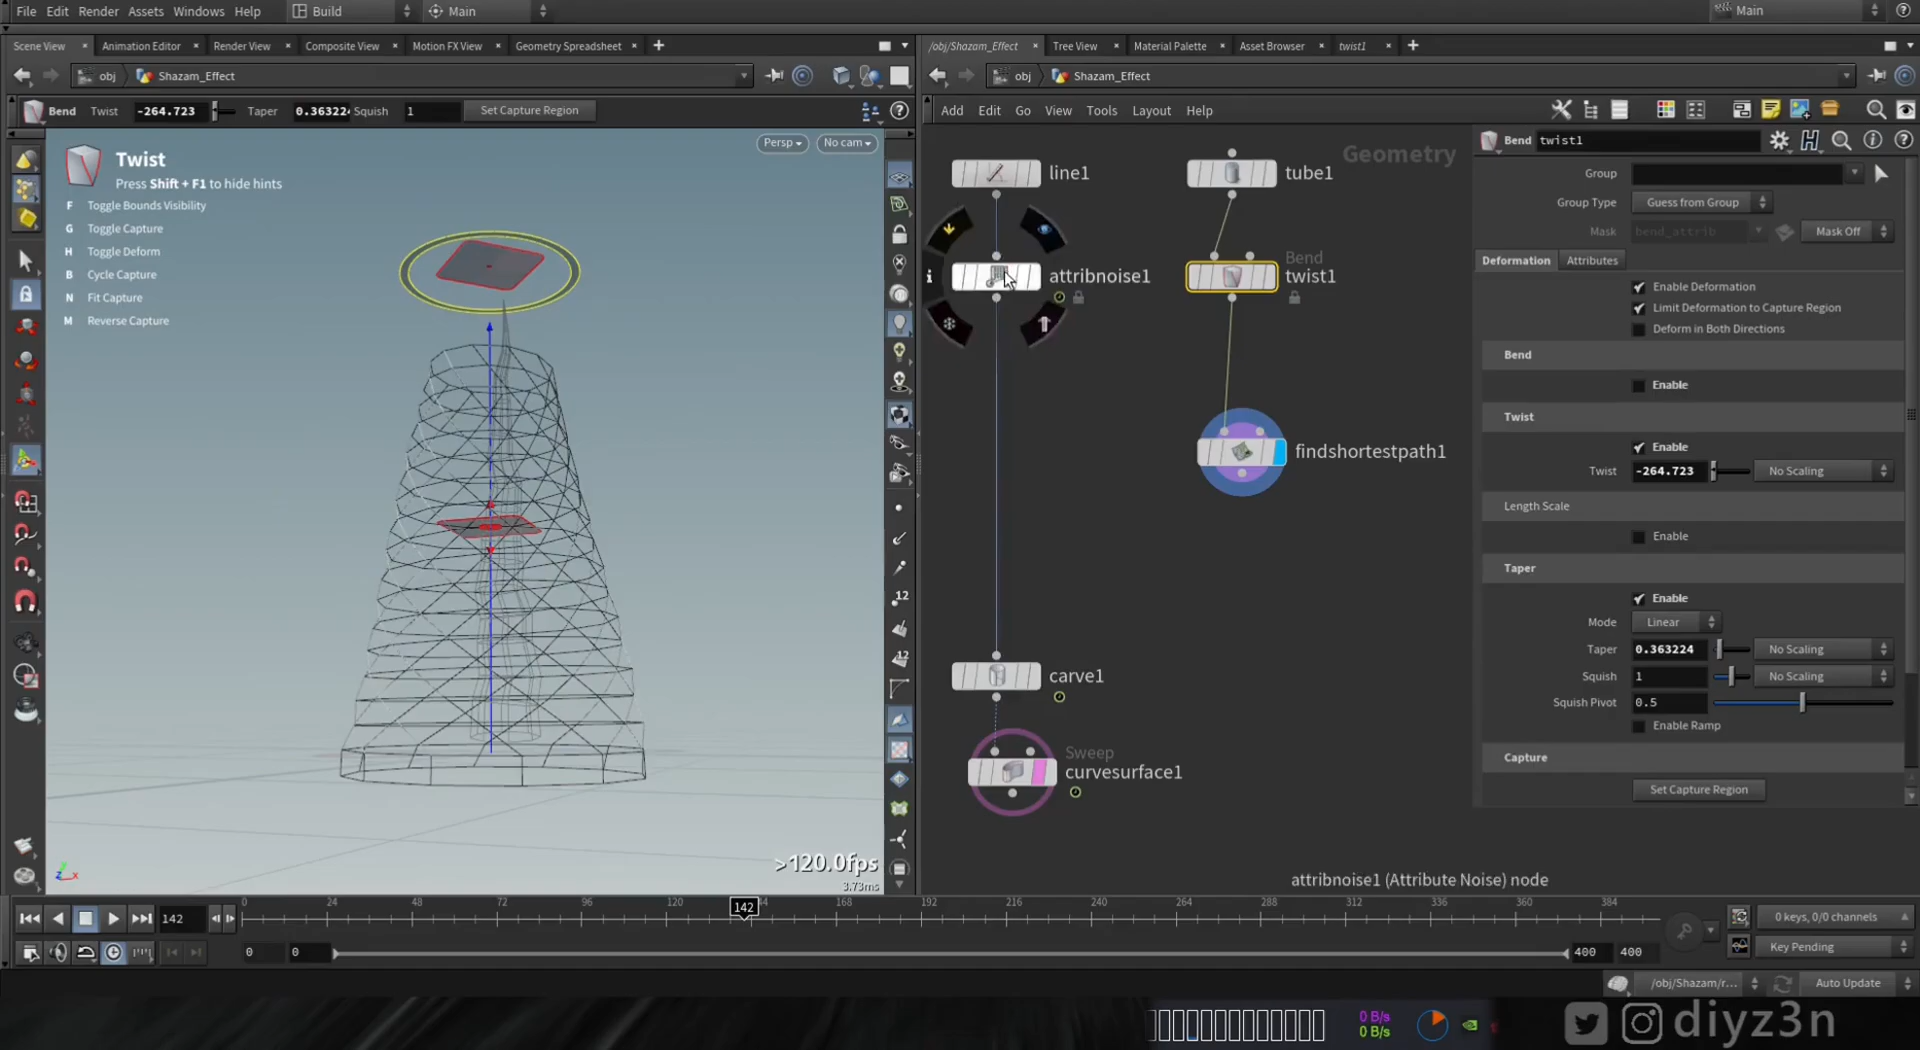 File Edit Render Assets Windows Help Build Main Main
Scene View Animation Editor Render View Composite View Motion FX View Geometry Spreadsheet
/obj/Shazam_Effect Tree View Material Palette Asset Browser twist1
obj Shazam_Effect
obj Shazam_Effect
Bend Twist -264.723 Taper 0.363224 Squish 1 Set Capture Region
Add Edit Go View Tools Layout Help
Persp No cam
Twist
Press Shift + F1 to hide hints
F Toggle Bounds Visibility
G Toggle Capture
H Toggle Deform
B Cycle Capture
N Fit Capture
M Reverse Capture
12
12
>120.0fps
3.73ms
Geometry
line1
tube1
attribnoise1
Bend
twist1
findshortestpath1
carve1
Sweep
curvesurface1
attribnoise1 (Attribute Noise) node
Bend twist1
Group
Group Type Guess from Group
Mask bend_attrib Mask Off
Deformation Attributes
Enable Deformation
Limit Deformation to Capture Region
Deform in Both Directions
Bend
Enable
Twist
Enable
Twist -264.723 No Scaling
Length Scale
Enable
Taper
Enable
Mode Linear
Taper 0.363224 No Scaling
Squish 1 No Scaling
Squish Pivot 0.5
Enable Ramp
Capture
Set Capture Region
142
0 24 48 72 96 120 142 168 192 216 240 264 288 312 336 360 384
0 keys, 0/0 channels
0 0 400 400
Key Pending
/obj/Shazam/r... Auto Update
0 B/s
0 B/s
diyz3n